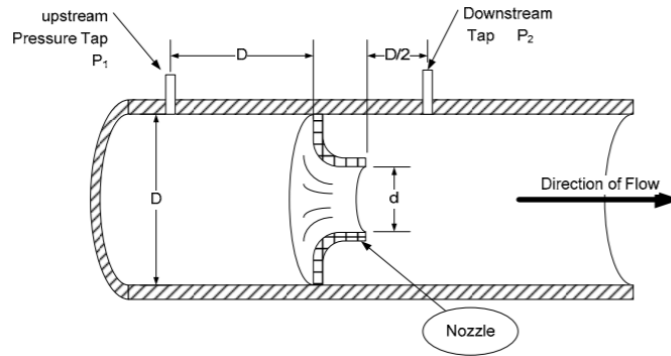 upstream
Pressure Tap
P₁
Downstream
Tap P₂
D
D/2
D
d
Direction of Flow
Nozzle